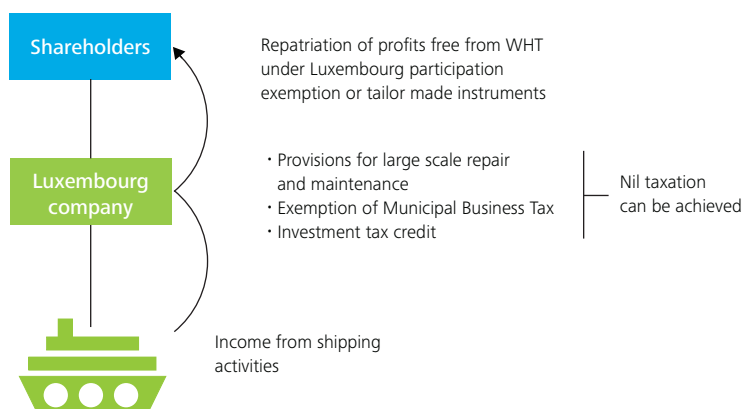 Shareholders
Repatriation of profits free from WHT
under Luxembourg participation
exemption or tailor made instruments
Luxembourg
company
· Provisions for large scale repair
and maintenance
· Exemption of Municipal Business Tax
· Investment tax credit
Nil taxation
can be achieved
Income from shipping
activities